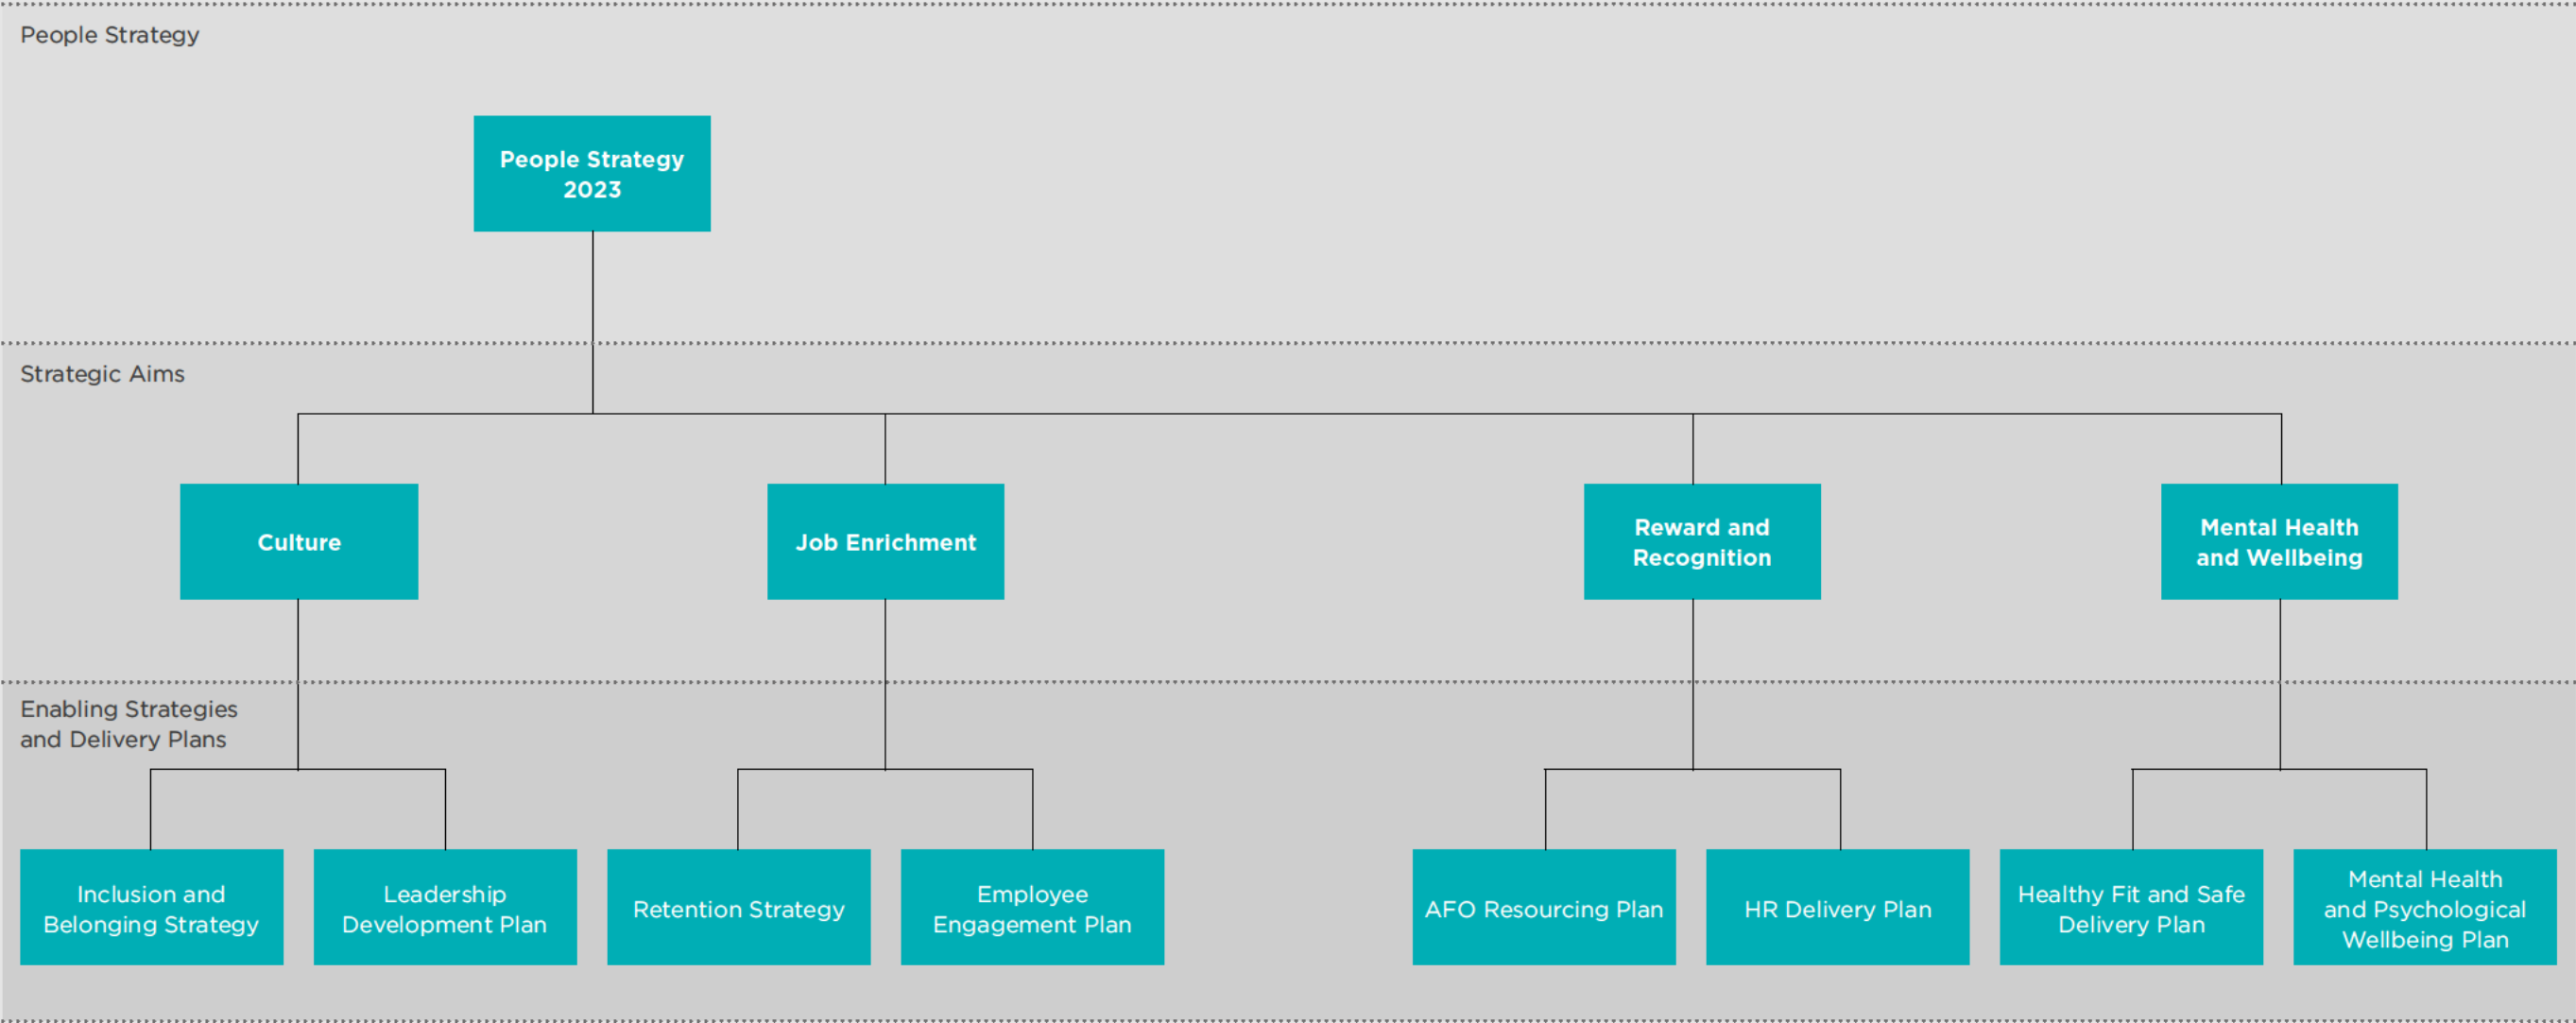 People Strategy
People Strategy
2023
Strategic Aims
Culture
Job Enrichment
Reward and
Recognition
Mental Health
and Wellbeing
Enabling Strategies
and Delivery Plans
Inclusion and
Belonging Strategy
Leadership
Development Plan
Retention Strategy
Employee
Engagement Plan
AFO Resourcing Plan
HR Delivery Plan
Healthy Fit and Safe
Delivery Plan
Mental Health
and Psychological
Wellbeing Plan